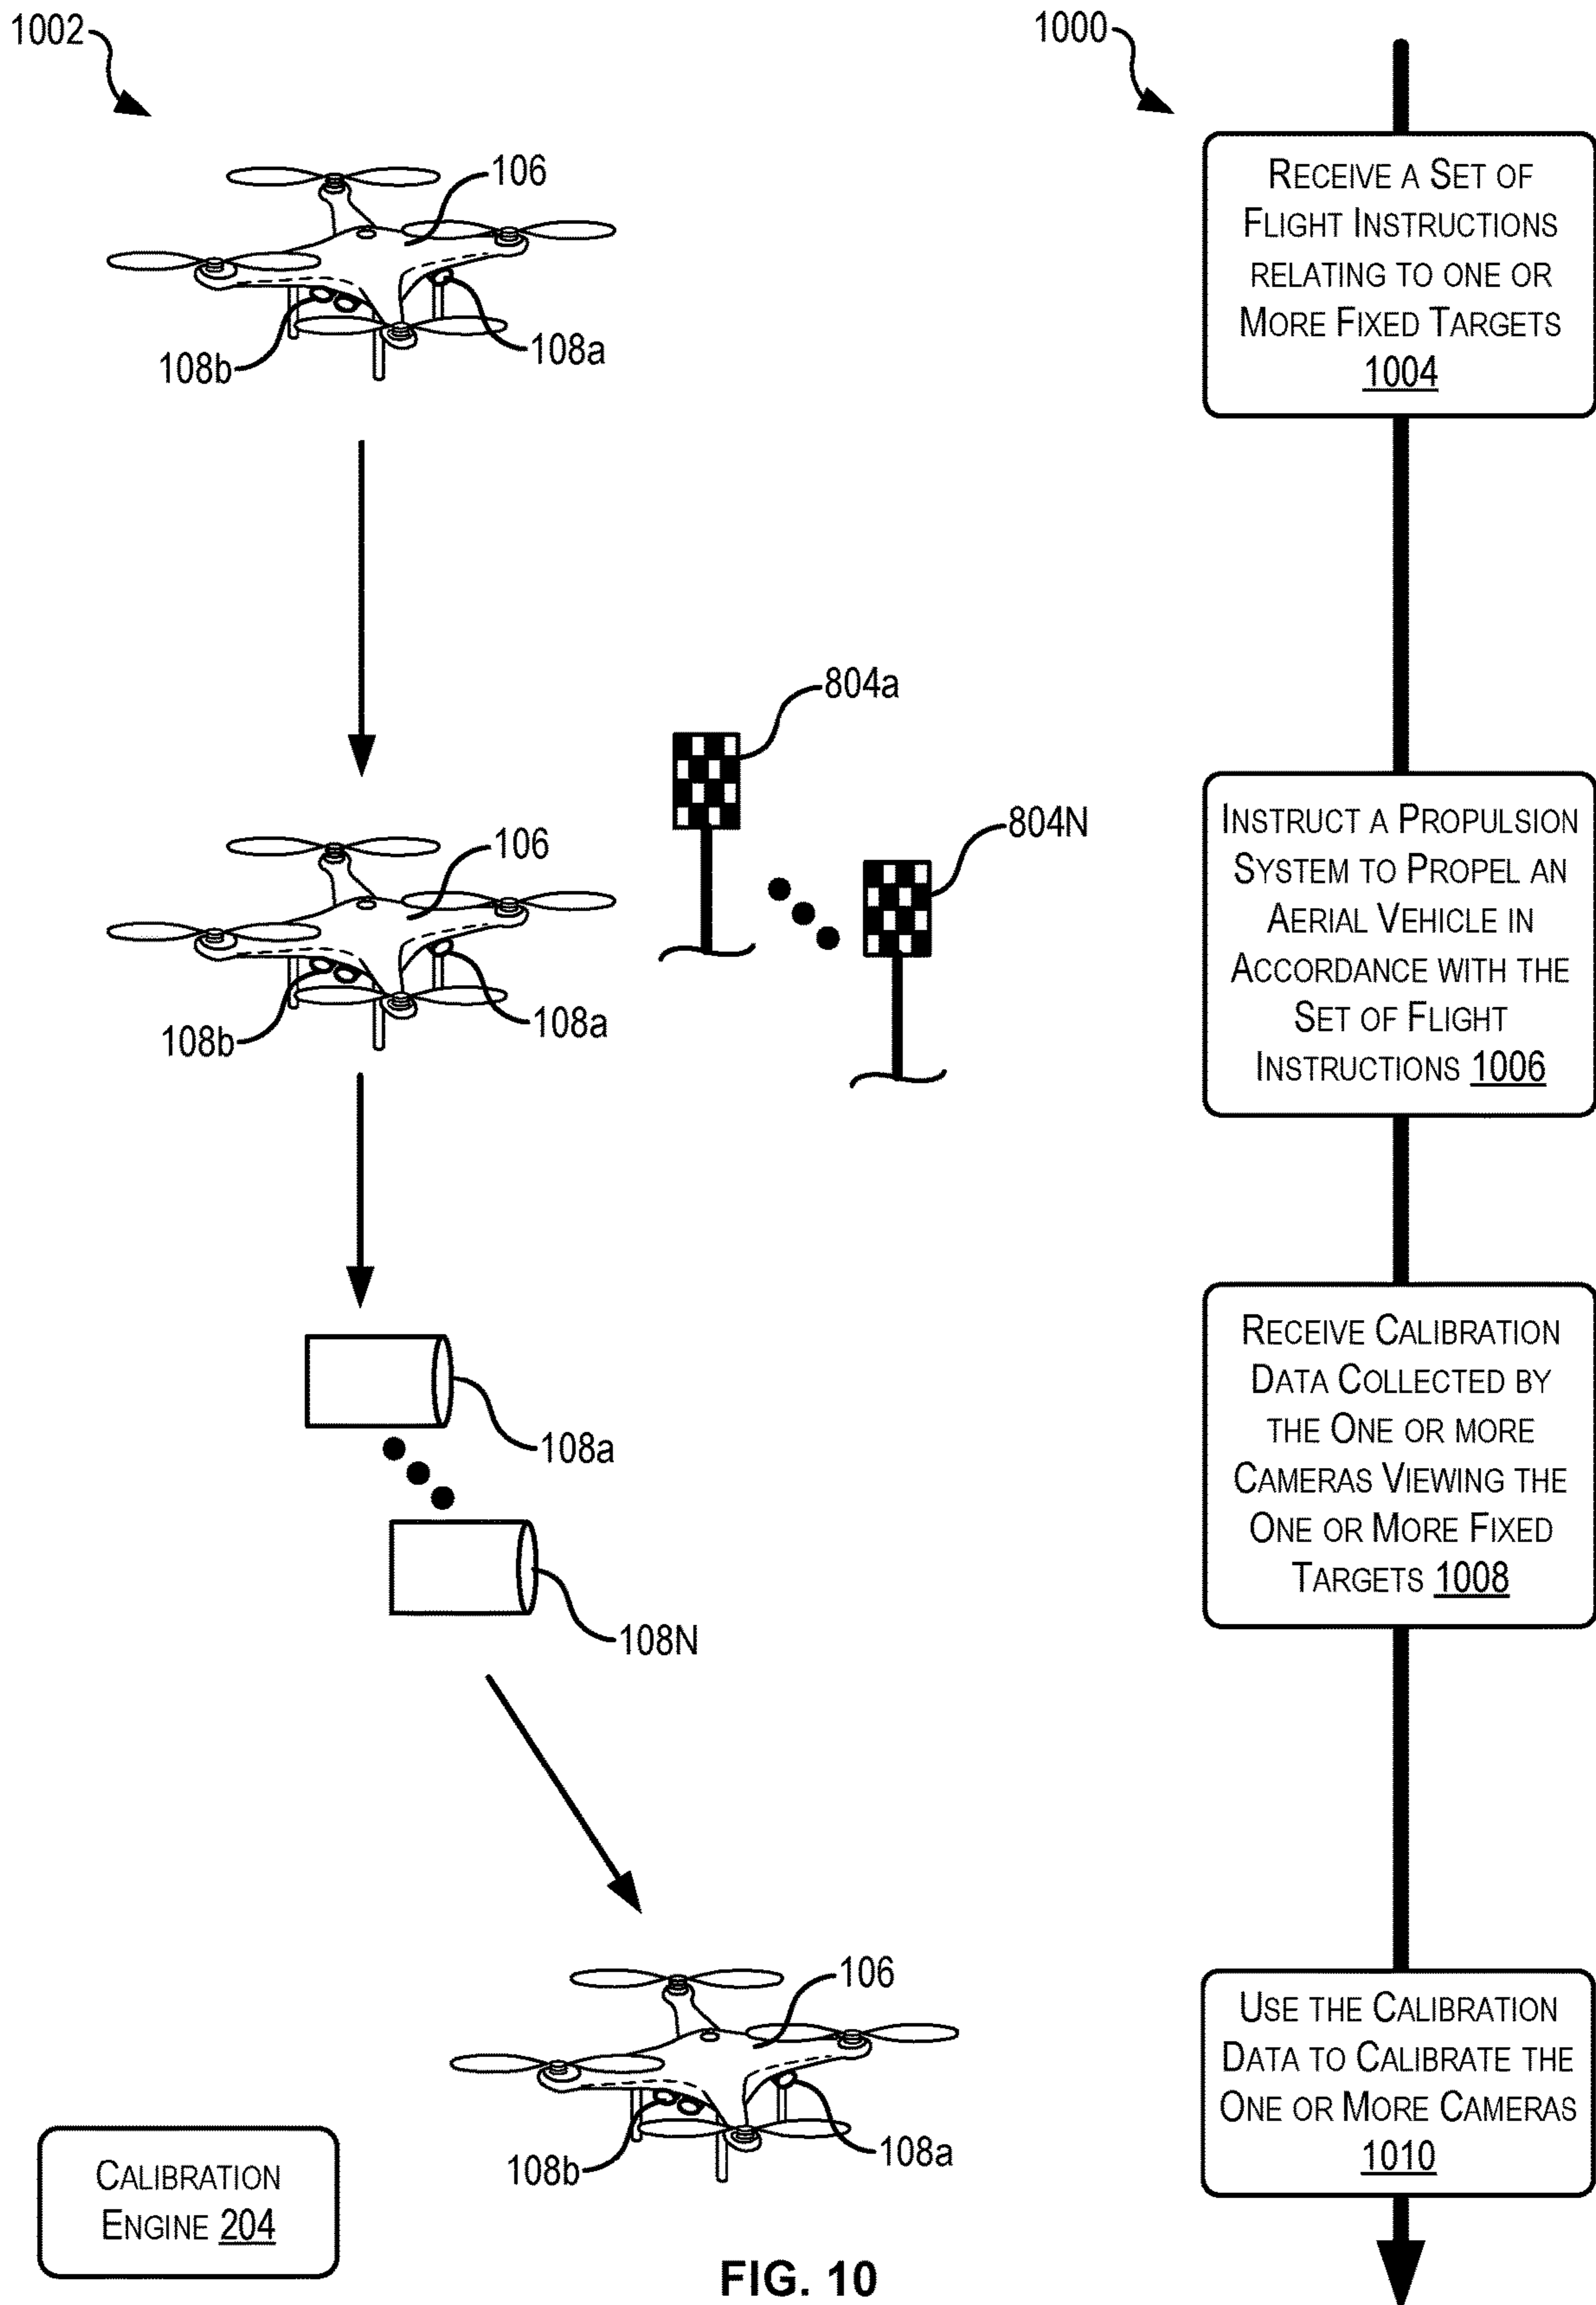 1002
1000
106
108b
108a
RECEIVE A SET OF
FLIGHT INSTRUCTIONS
RELATING TO ONE OR
MORE FIXED TARGETS
1004
804a
804N
106
108b
108a
INSTRUCT A PROPULSION
SYSTEM TO PROPEL AN
AERIAL VEHICLE IN
ACCORDANCE WITH THE
SET OF FLIGHT
INSTRUCTIONS 1006
108a
108N
RECEIVE CALIBRATION
DATA COLLECTED BY
THE ONE OR MORE
CAMERAS VIEWING THE
ONE OR MORE FIXED
TARGETS 1008
106
108b
108a
USE THE CALIBRATION
DATA TO CALIBRATE THE
ONE OR MORE CAMERAS
1010
CALIBRATION
ENGINE 204
FIG. 10